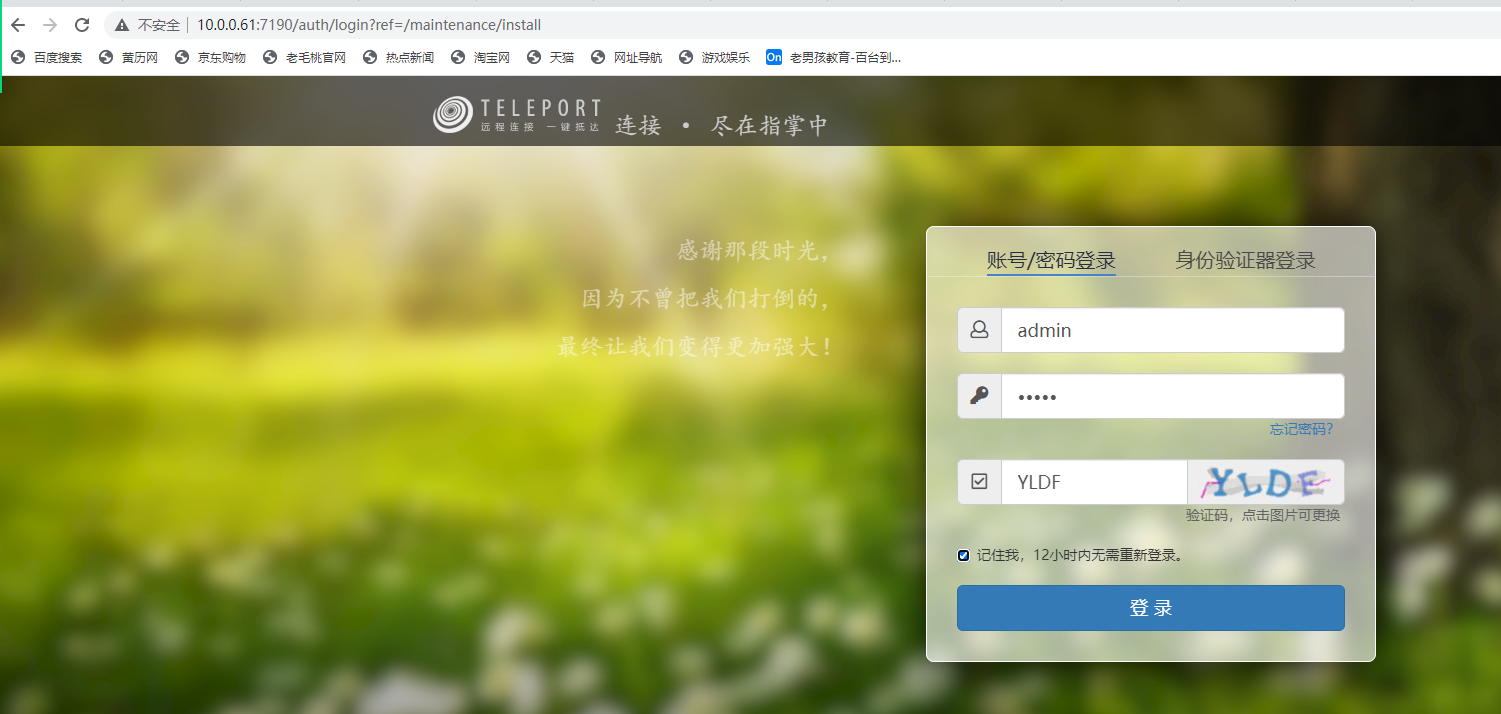 不安全 10.0.0.61:7190/auth/login?ref=/maintenance/install
百度搜索 黄历网 京东购物 老毛桃官网 热点新闻 淘宝网 天猫 网址导航 游戏娱乐 On 老男孩教育-百台到...
TELEPORT
远程连接 一键抵达
连接 · 尽在指掌中
感谢那段时光，
因为不曾把我们打倒的，
最终让我们变得更加强大！
账号/密码登录 身份验证器登录
admin
•••••
忘记密码?
YLDF YLDF
验证码，点击图片可更换
记住我，12小时内无需重新登录。
登 录